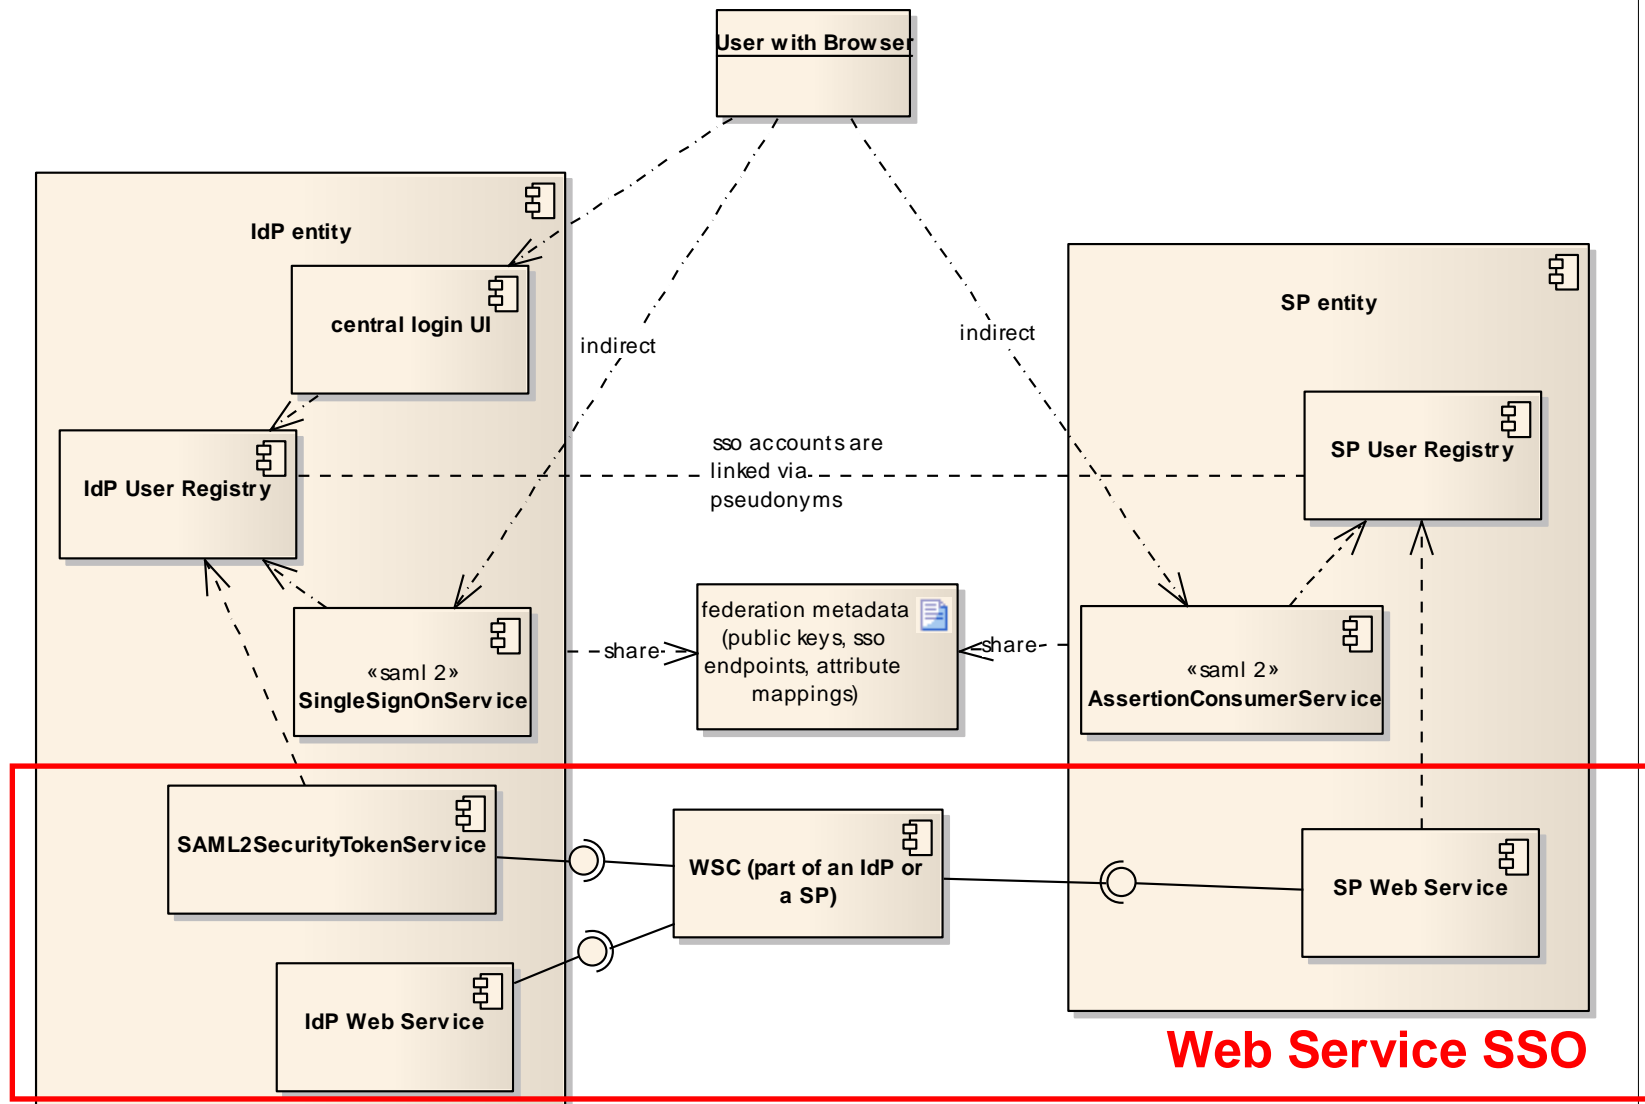 User with Browser
IdP entity
central login UI
SP entity
indirect
indirect
IdP User Registry
sso accounts are
linked via
pseudonyms
SP User Registry
«saml 2»
SingleSignOnService
share
federation metadata
(public keys, sso
endpoints, attribute
mappings)
share
«saml 2»
AssertionConsumerService
SAML2SecurityTokenService
WSC (part of an IdP or
a SP)
SP Web Service
IdP Web Service
Web Service SSO